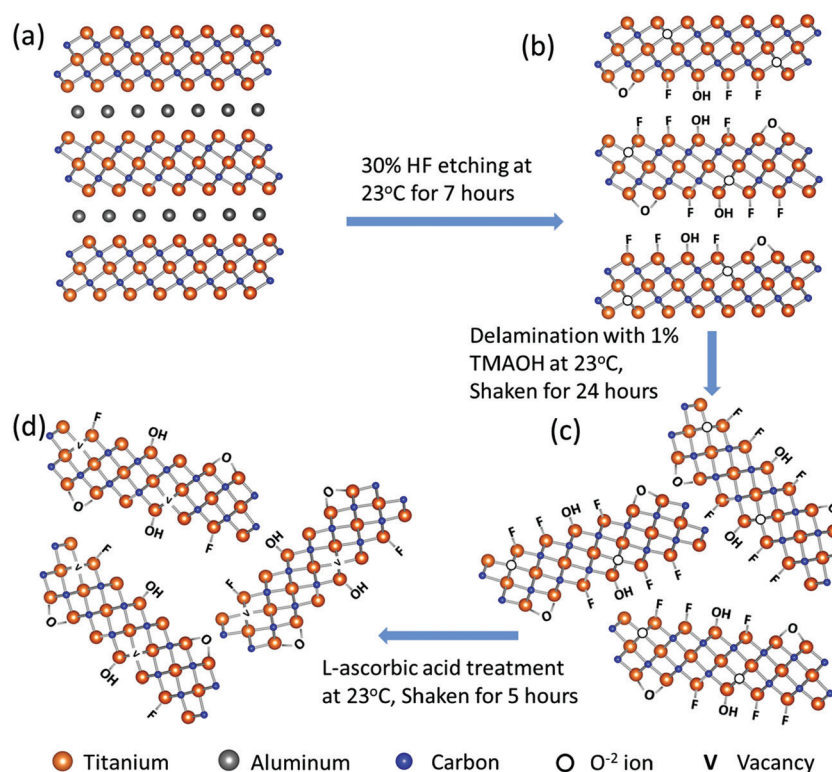 (a)
(b)
O
F
OH
F
F
F
F
OH
F
O
30% HF etching at
23°C for 7 hours
O
F
OH
F
F
F
F
OH
F
O
Delamination with 1%
TMAOH at 23°C,
Shaken for 24 hours
(d)
(c)
F
V
OH
O
O
V
OH
F
F
V
OH
O
O
V
OH
F
O
OH
V
F
OH
F
V
O
F
F
O
OH
F
O
F
OH
F
F
OH
F
F
O
O
F
OH
F
F
F
OH
F
O
O
F
OH
F
F
L-ascorbic acid treatment
at 23°C, Shaken for 5 hours
Titanium
Aluminum
Carbon
O⁻² ion
V Vacancy